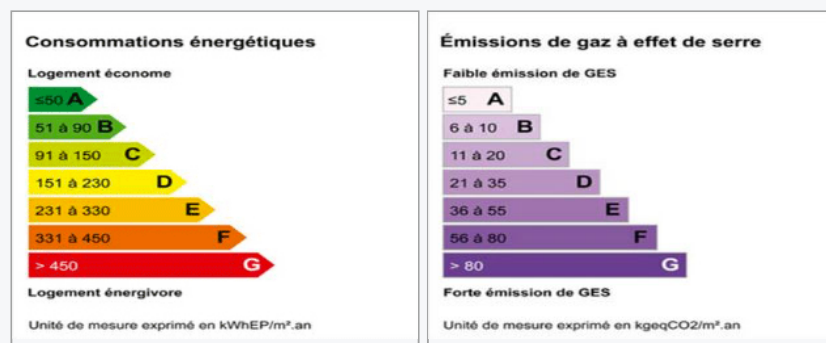 Consommations énergétiques
Logement économe
≤50 A
51 à 90 B
91 à 150 C
151 à 230 D
231 à 330 E
331 à 450 F
> 450 G
Logement énergivore
Unité de mesure exprimé en kWhEP/m².an
Émissions de gaz à effet de serre
Faible émission de GES
≤5 A
6 à 10 B
11 à 20 C
21 à 35 D
36 à 55 E
56 à 80 F
> 80 G
Forte émission de GES
Unité de mesure exprimé en kgeqCO2/m².an